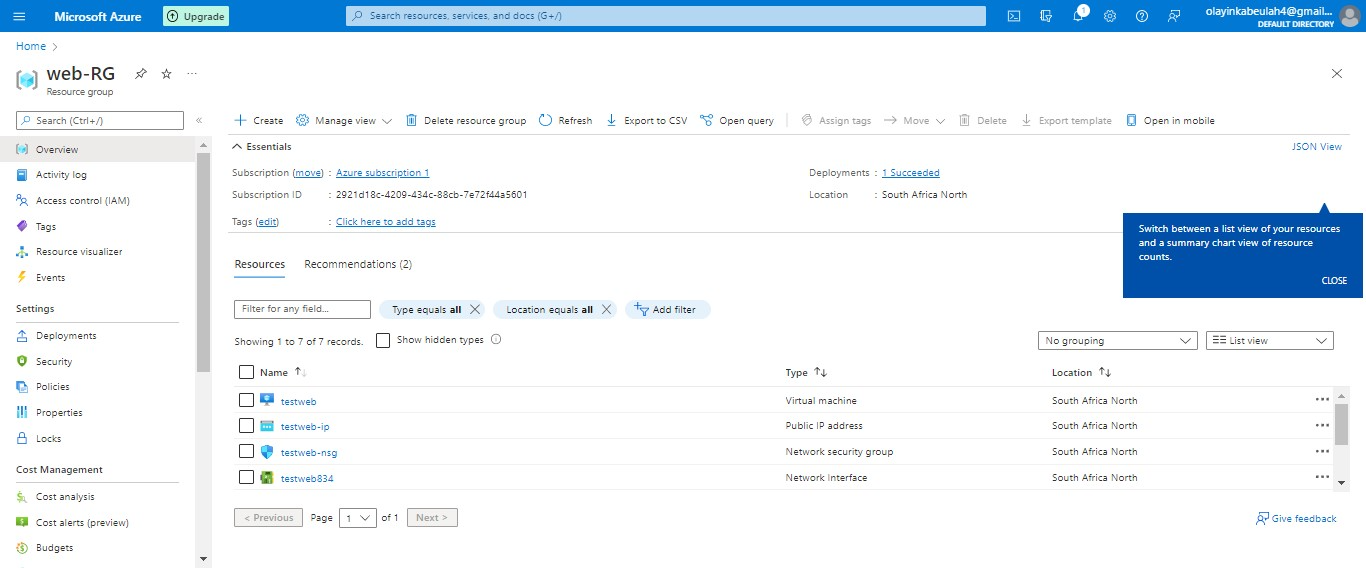 Microsoft Azure
Upgrade
Search resources, services, and docs (G+/)
1
olayinkabeulah4@gmail...
DEFAULT DIRECTORY
Home
web-RG
Resource group
Search (Ctrl+/)
Create
Manage view
Delete resource group
Refresh
Export to CSV
Open query
Assign tags
Move
Delete
Export template
Open in mobile
Overview
Activity log
Access control (IAM)
Tags
Resource visualizer
Events
Settings
Deployments
Security
Policies
Properties
Locks
Cost Management
Cost analysis
Cost alerts (preview)
Budgets
Essentials
JSON View
Subscription (move) : Azure subscription 1
Deployments : 1 Succeeded
Subscription ID : 2921d18c-4209-434c-88cb-7e72f44a5601
Location : South Africa North
Tags (edit) : Click here to add tags
Switch between a list view of your resources
and a summary chart view of resource
counts.
CLOSE
Resources Recommendations (2)
Filter for any field...
Type equals all
Location equals all
Add filter
Showing 1 to 7 of 7 records.
Show hidden types
No grouping
List view
Name Type Location
testweb Virtual machine South Africa North
testweb-ip Public IP address South Africa North
testweb-nsg Network security group South Africa North
testweb834 Network Interface South Africa North
< Previous Page 1 of 1 Next >
Give feedback